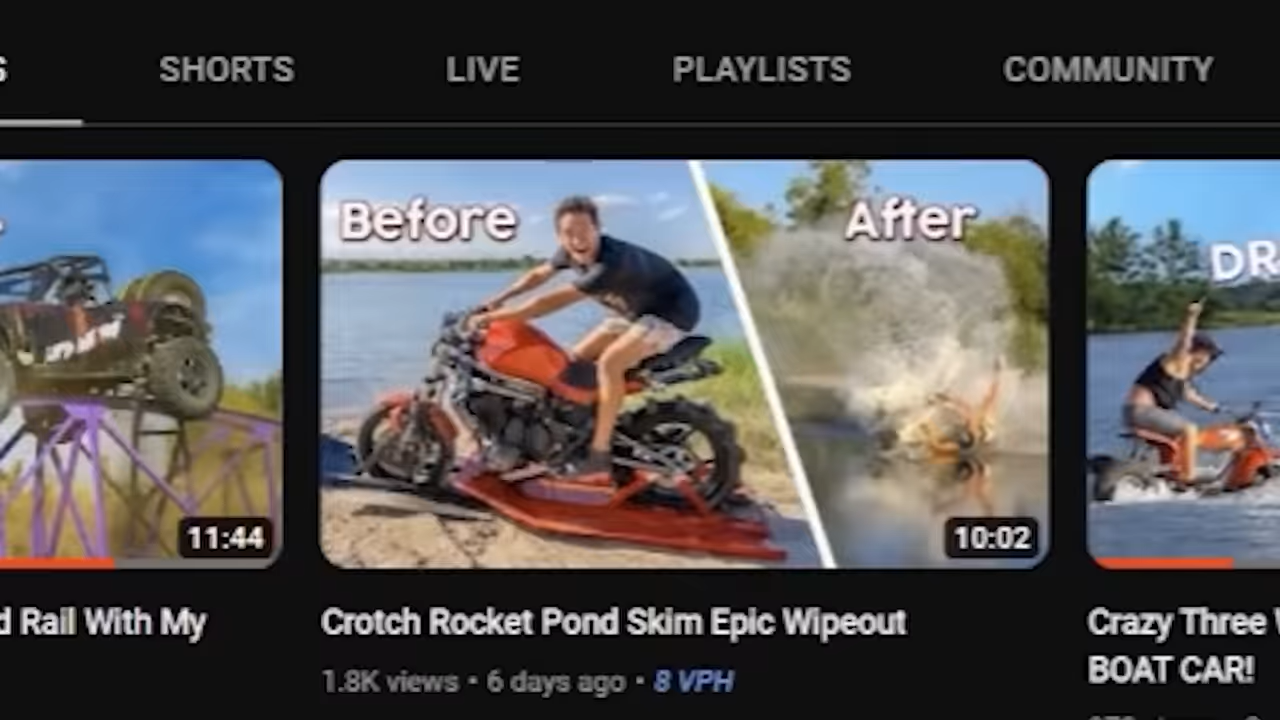 SHORTS LIVE PLAYLISTS COMMUNITY
Before After
DR
11:44 10:02
d Rail With My
Crotch Rocket Pond Skim Epic Wipeout
Crazy Three
BOAT CAR!
1.8K views • 6 days ago • 8 VPH